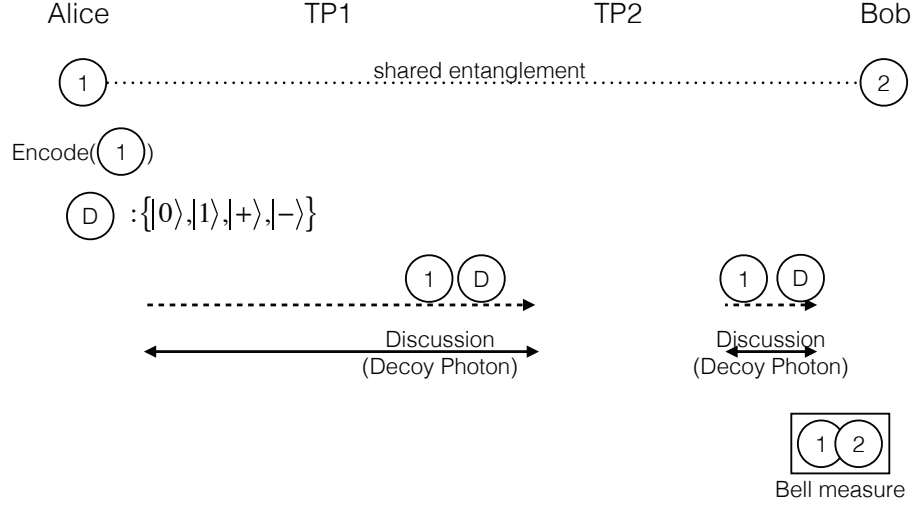 Alice TP1 TP2 Bob
1 shared entanglement 2
Encode( 1 )
D :{|0⟩,|1⟩,|+⟩,|−⟩}
1 D 1 D
Discussion Discussion
(Decoy Photon) (Decoy Photon)
1 2
Bell measure